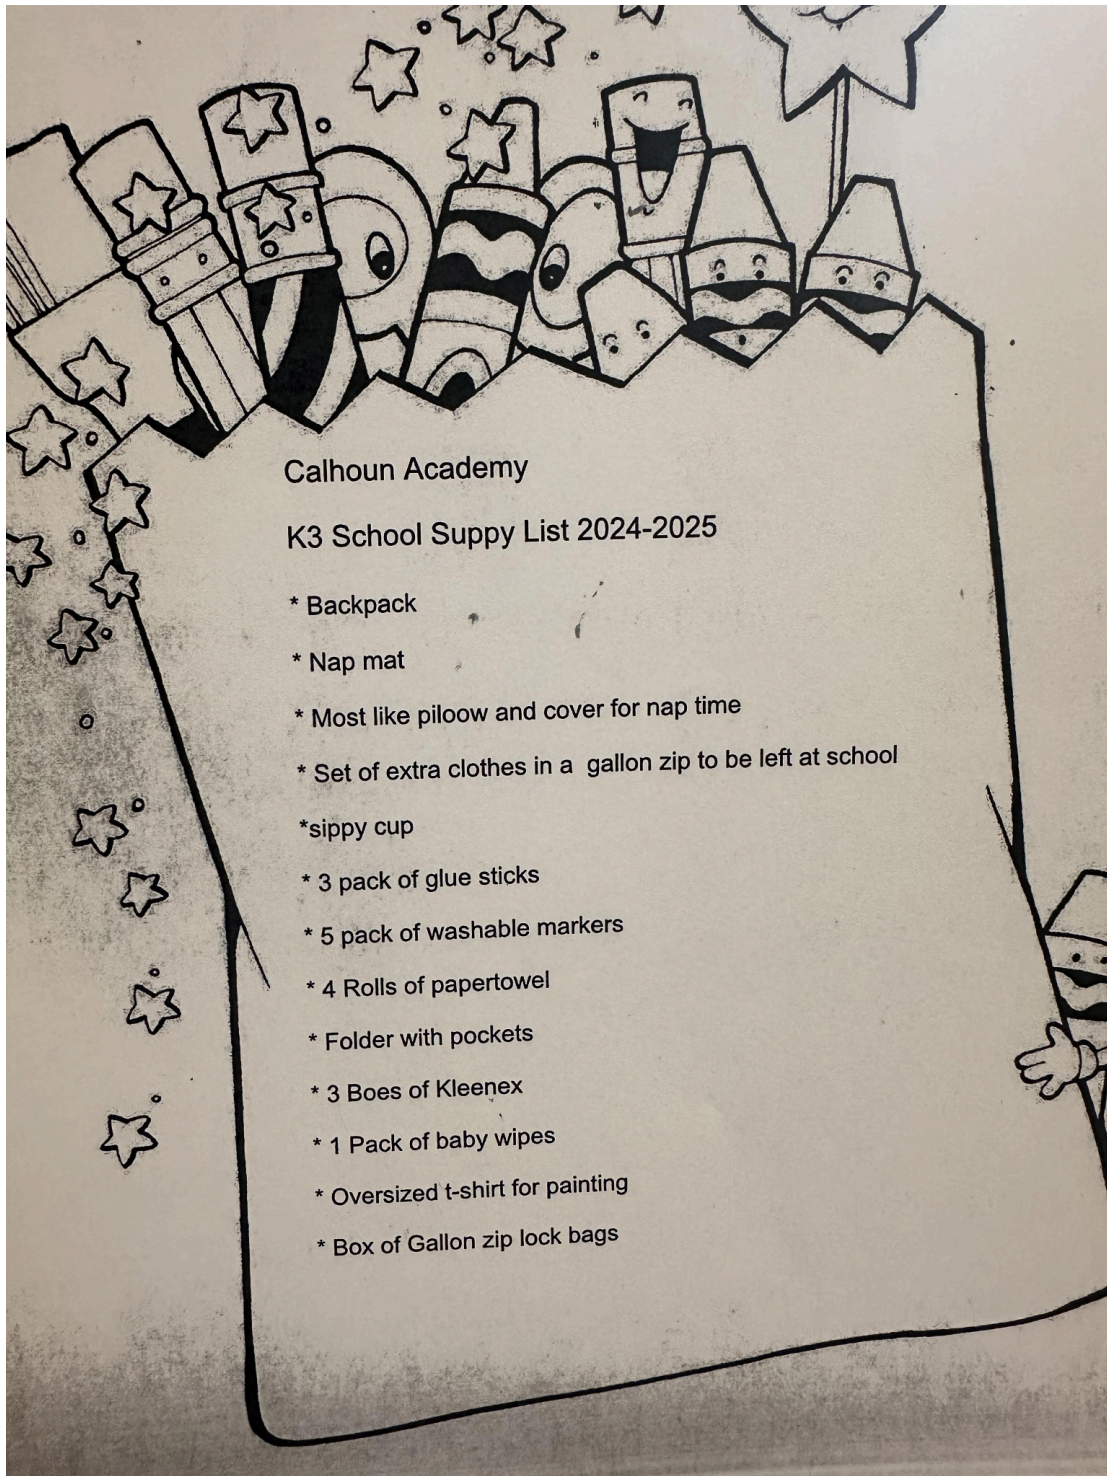 Calhoun Academy
K3 School Suppy List 2024-2025
* Backpack
* Nap mat
* Most like piloow and cover for nap time
* Set of extra clothes in a  gallon zip to be left at school
*sippy cup
* 3 pack of glue sticks
* 5 pack of washable markers
* 4 Rolls of papertowel
* Folder with pockets
* 3 Boes of Kleenex
* 1 Pack of baby wipes
* Oversized t-shirt for painting
* Box of Gallon zip lock bags